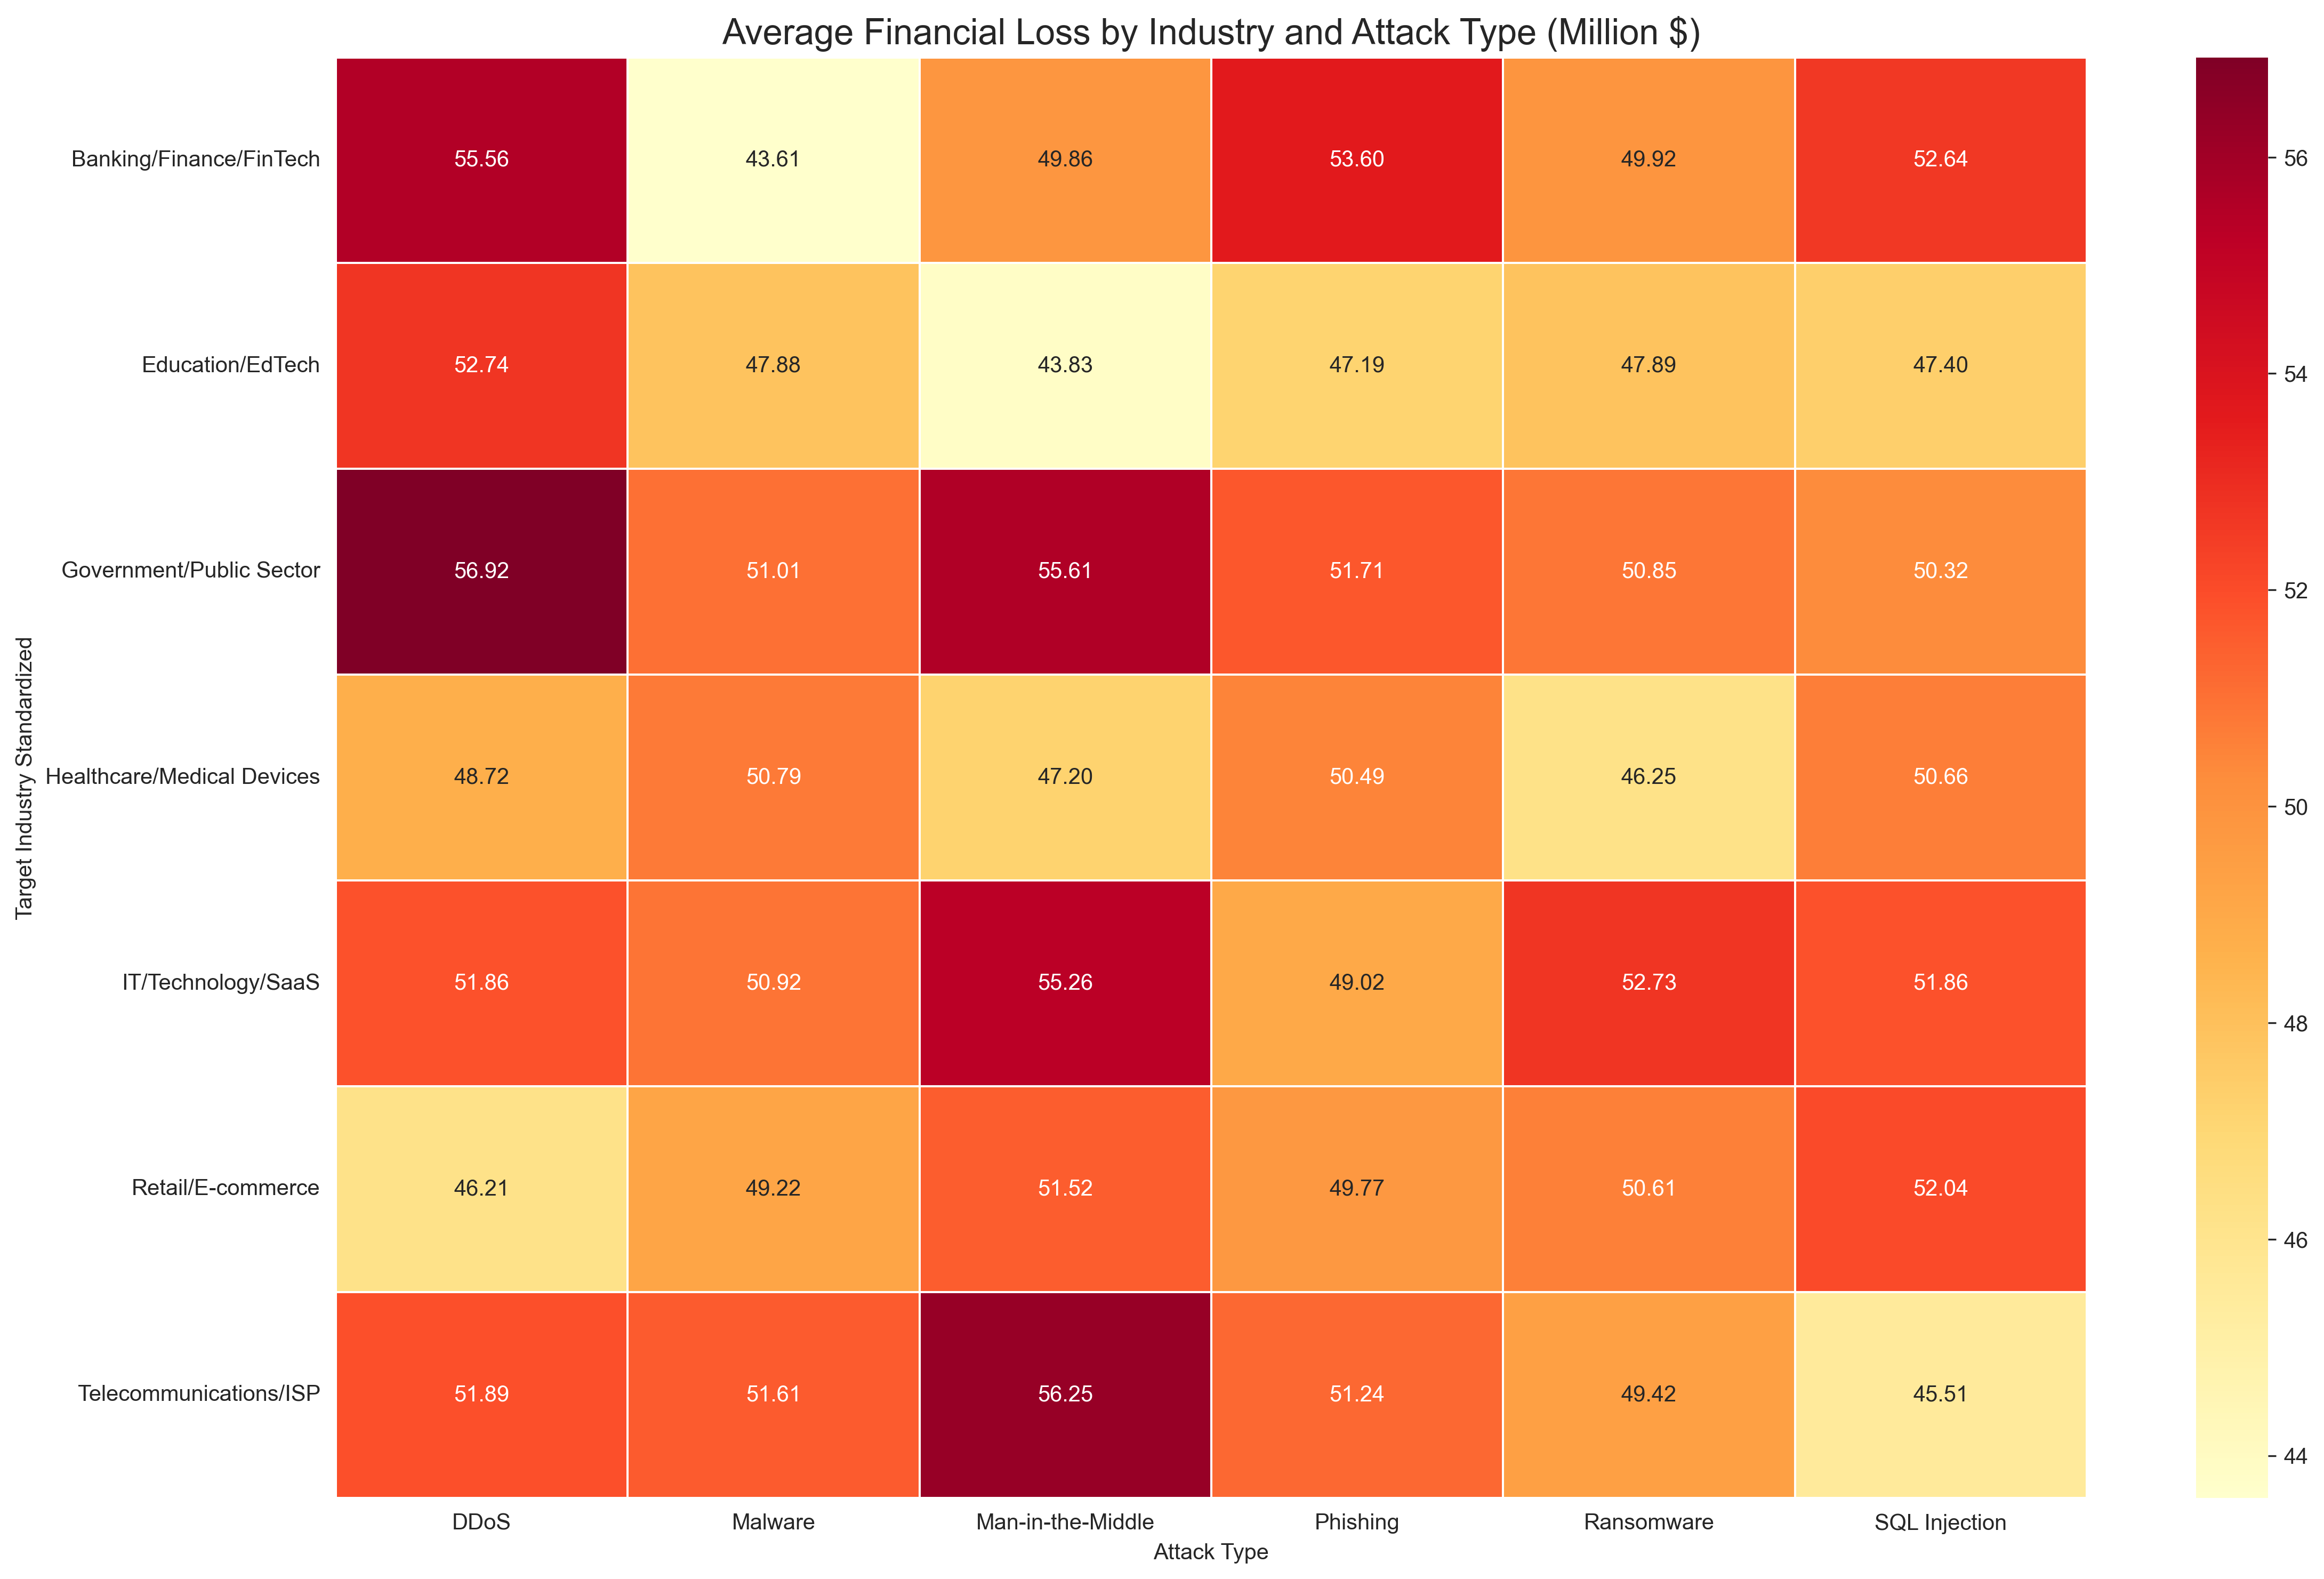 Average Financial Loss by Industry and Attack Type (Million $)
Target Industry Standardized
Banking/Finance/FinTech 55.56 43.61 49.86 53.60 49.92 52.64
Education/EdTech 52.74 47.88 43.83 47.19 47.89 47.40
Government/Public Sector 56.92 51.01 55.61 51.71 50.85 50.32
Healthcare/Medical Devices 48.72 50.79 47.20 50.49 46.25 50.66
IT/Technology/SaaS 51.86 50.92 55.26 49.02 52.73 51.86
Retail/E-commerce 46.21 49.22 51.52 49.77 50.61 52.04
Telecommunications/ISP 51.89 51.61 56.25 51.24 49.42 45.51
DDoS Malware Man-in-the-Middle Phishing Ransomware SQL Injection
Attack Type
56
54
52
50
48
46
44